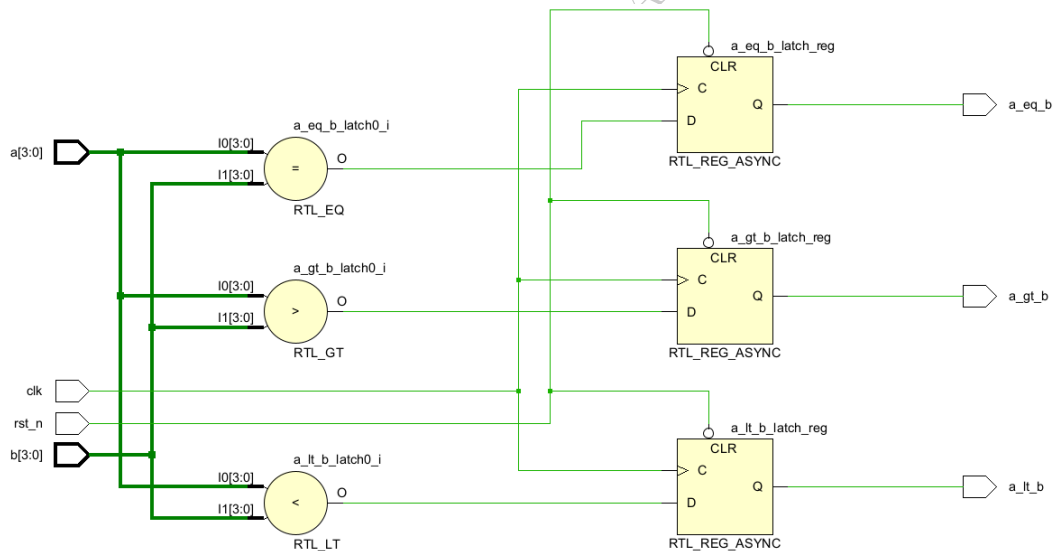 a_eq_b_latch_reg
CLR
C
Q
a_eq_b
D
RTL_REG_ASYNC
a_eq_b_latch0_i
a[3:0]
I0[3:0]
O
=
I1[3:0]
RTL_EQ
a_gt_b_latch_reg
CLR
C
Q
a_gt_b
D
RTL_REG_ASYNC
a_gt_b_latch0_i
I0[3:0]
O
>
I1[3:0]
RTL_GT
clk
rst_n
b[3:0]
a_lt_b_latch_reg
CLR
C
Q
a_lt_b
D
RTL_REG_ASYNC
a_lt_b_latch0_i
I0[3:0]
O
<
I1[3:0]
RTL_LT